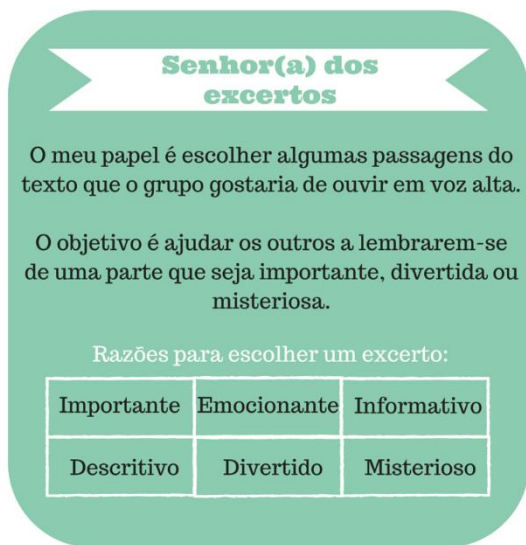 Senhor(a) dos
excertos
O meu papel é escolher algumas passagens do
texto que o grupo gostaria de ouvir em voz alta.
O objetivo é ajudar os outros a lembrarem-se
de uma parte que seja importante, divertida ou
misteriosa.
Razões para escolher um excerto:
Importante Emocionante Informativo
Descritivo Divertido Misterioso